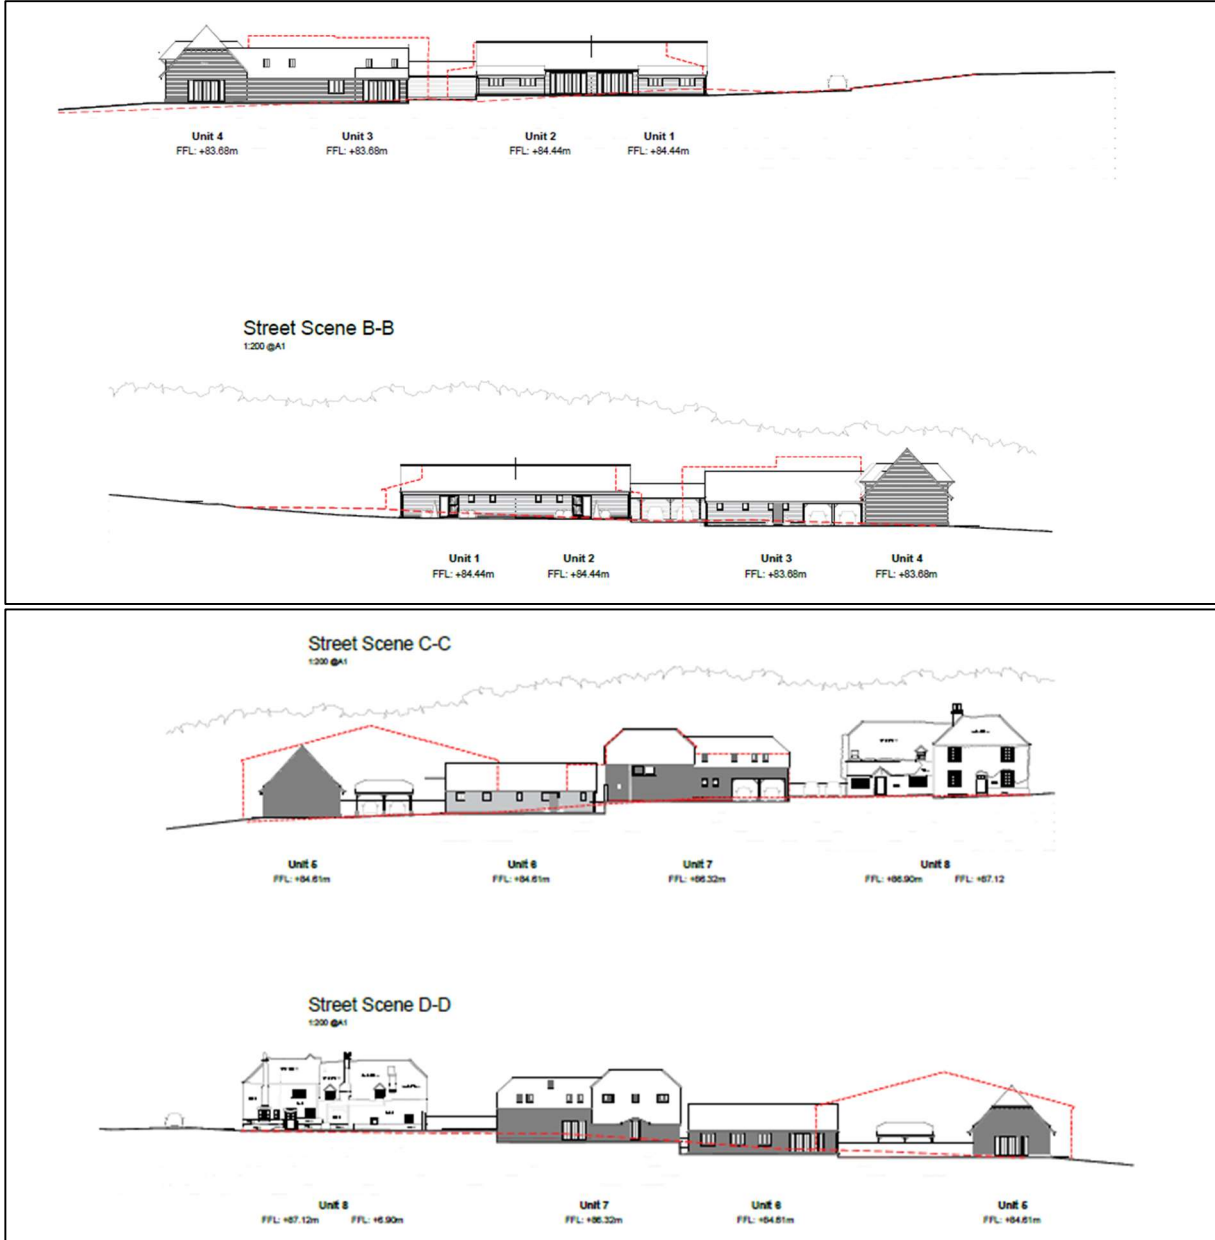 Unit 4 Unit 3 Unit 2 Unit 1
FFL: +83.68m FFL: +83.68m FFL: +84.44m FFL: +84.44m
Street Scene B-B
1:200 @A1
Unit 1 Unit 2 Unit 3 Unit 4
FFL: +84.44m FFL: +84.44m FFL: +83.68m FFL: +83.68m
Street Scene C-C
1:200 @A1
Unit 5 Unit 6 Unit 7 Unit 8
FFL: +84.61m FFL: +84.61m FFL: +86.32m FFL: +86.90m FFL: +87.12
Street Scene D-D
1:200 @A1
Unit 8 Unit 7 Unit 6 Unit 5
FFL: +87.12m FFL: +6.90m FFL: +86.32m FFL: +84.61m FFL: +84.61m